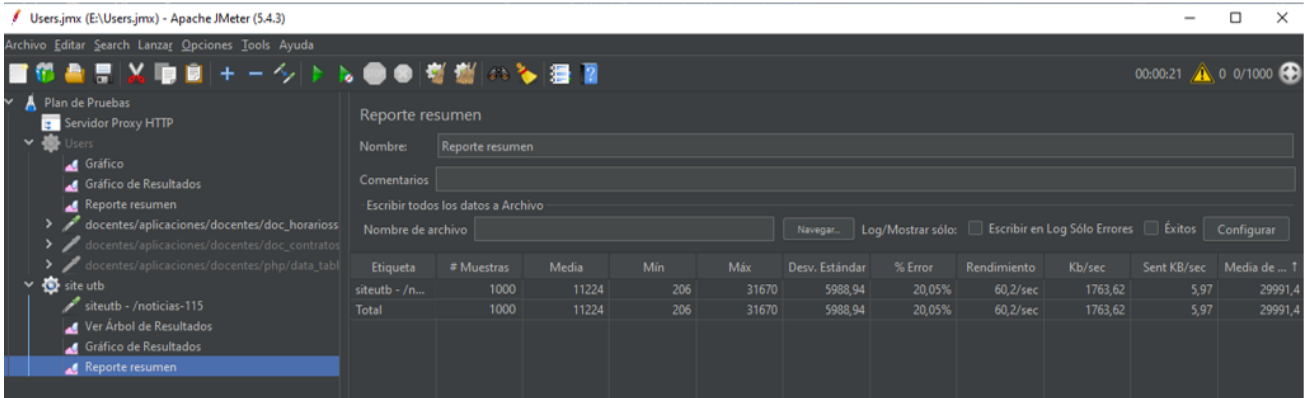 Users.jmx (E:\Users.jmx) - Apache JMeter (5.4.3)
Archivo Editar Search Lanzar Opciones Tools Ayuda
00:00:21 0 0/1000
Plan de Pruebas
Servidor Proxy HTTP
Users
Gráfico
Gráfico de Resultados
Reporte resumen
docentes/aplicaciones/docentes/doc_horarioss
docentes/aplicaciones/docentes/doc_contratos
docentes/aplicaciones/docentes/php/data_tabl
site utb
siteutb - /noticias-115
Ver Árbol de Resultados
Gráfico de Resultados
Reporte resumen
Reporte resumen
Nombre: Reporte resumen
Comentarios
Escribir todos los datos a Archivo
Nombre de archivo Navegar... Log/Mostrar sólo: Escribir en Log Sólo Errores Éxitos Configurar
Etiqueta # Muestras Media Mín Máx Desv. Estándar % Error Rendimiento Kb/sec Sent KB/sec Media de ... ↑
siteutb - /n... 1000 11224 206 31670 5988,94 20,05% 60,2/sec 1763,62 5,97 29991,4
Total 1000 11224 206 31670 5988,94 20,05% 60,2/sec 1763,62 5,97 29991,4